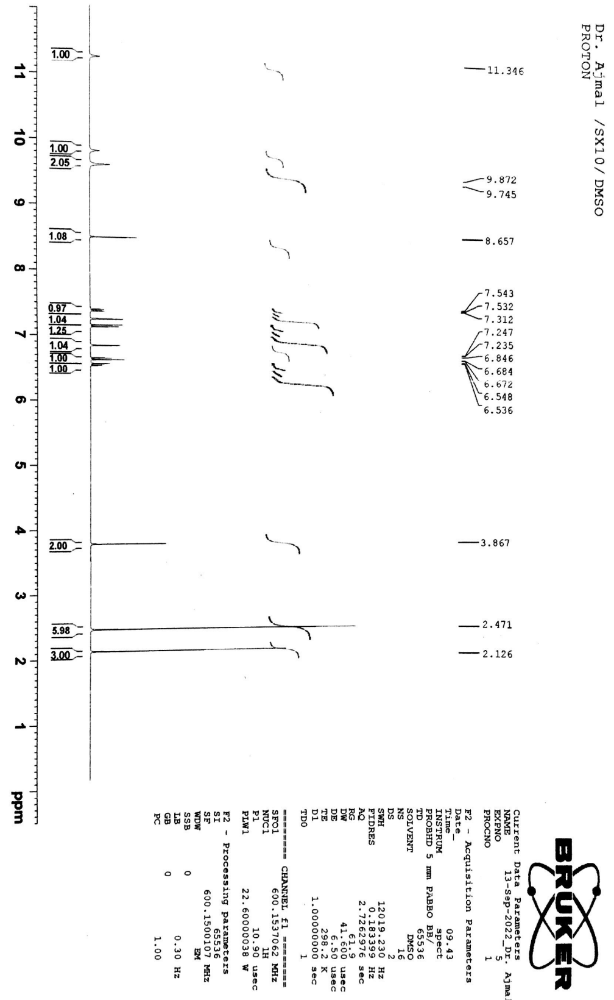 Dr. Ajmal /SX10/ DMSO
PROTON
11.346
9.872
9.745
8.657
7.543
7.532
7.312
7.247
7.235
6.846
6.684
6.672
6.548
6.536
3.867
2.471
2.126
1.00
1.00
2.05
1.08
0.97
1.04
1.25
1.04
1.00
1.00
2.00
5.98
3.00
11
10
9
8
7
6
5
4
3
2
1
ppm
BRUKER
Current Data Parameters
NAME 13-Sep-2022_Dr. Ajmal
EXPNO 5
PROCNO 1
F2 - Acquisition Parameters
Date_
Time 09.43
INSTRUM spect
PROBHD 5 mm PABBO BB/
TD 65536
SOLVENT DMSO
NS 16
DS 2
SWH 12019.230 Hz
FIDRES 0.183399 Hz
AQ 2.7262976 sec
RG 61.9
DW 41.600 usec
DE 6.50 usec
TE 298.2 K
D1 1.00000000 sec
TD0 1
======== CHANNEL f1 ========
SFO1 600.1537062 MHz
NUC1 1H
P1 10.90 usec
PLW1 22.60000038 W
F2 - Processing parameters
SI 65536
SF 600.1500107 MHz
WDW EM
SSB 0
LB 0.30 Hz
GB 0
PC 1.00